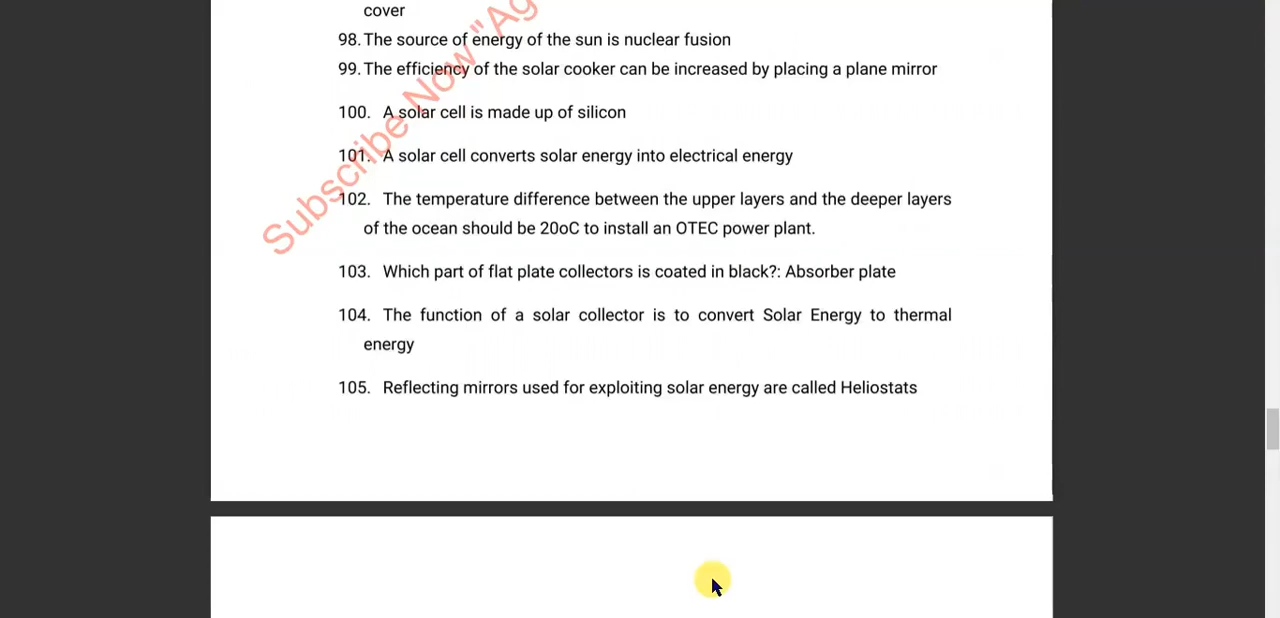 cover
98. The source of energy of the sun is nuclear fusion
99. The efficiency of the solar cooker can be increased by placing a plane mirror
100. A solar cell is made up of silicon
101. A solar cell converts solar energy into electrical energy
102. The temperature difference between the upper layers and the deeper layers
of the ocean should be 20oC to install an OTEC power plant.
103. Which part of flat plate collectors is coated in black?: Absorber plate
104. The function of a solar collector is to convert Solar Energy to thermal
energy
105. Reflecting mirrors used for exploiting solar energy are called Heliostats
Subscribe Now "Ag